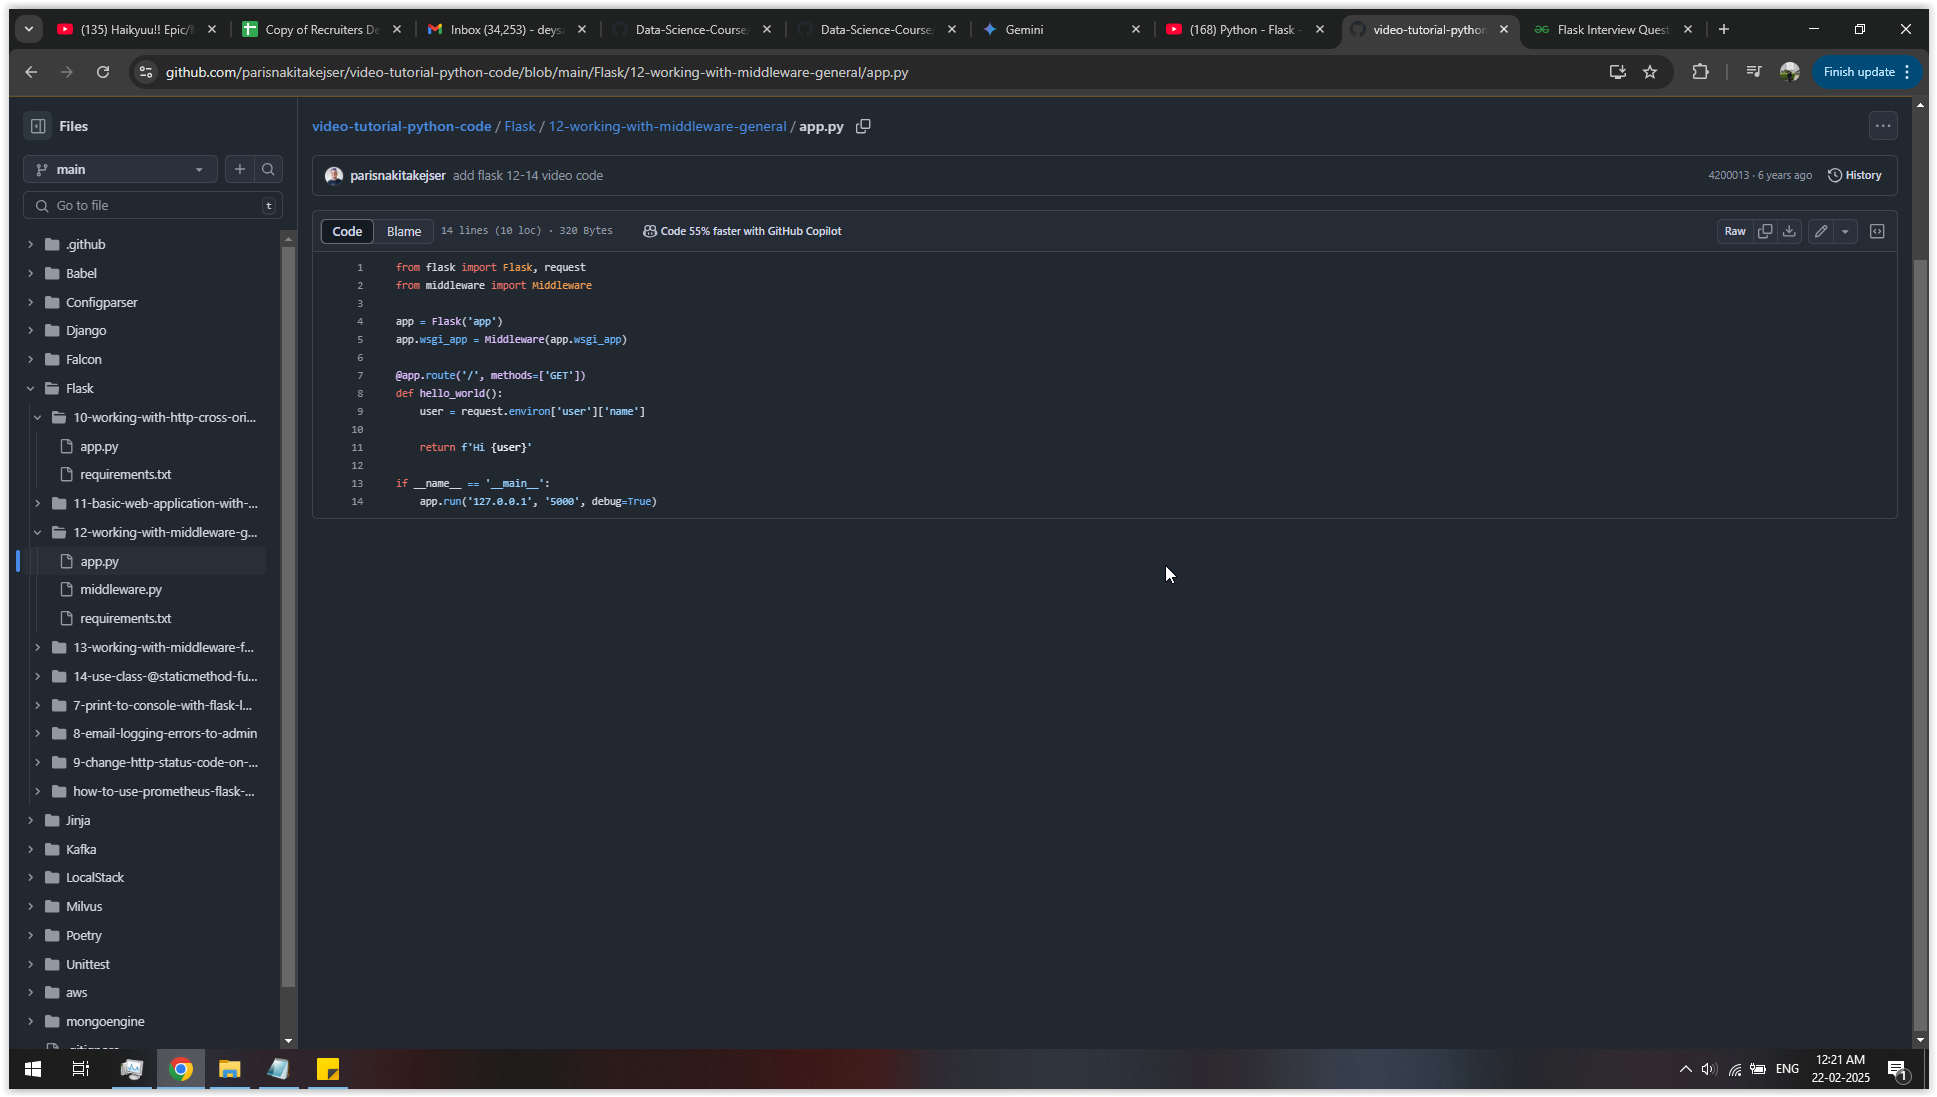 (135) Haikyuu!! Epic/
Copy of Recruiters De
Inbox (34,253) - deys
Data-Science-Course/
Data-Science-Course/
Gemini
(168) Python - Flask -
video-tutorial-python
Flask Interview Quest
github.com/parisnakitakejser/video-tutorial-python-code/blob/main/Flask/12-working-with-middleware-general/app.py
Finish update
Files
main
Go to file
t
.github
Babel
Configparser
Django
Falcon
Flask
10-working-with-http-cross-ori...
app.py
requirements.txt
11-basic-web-application-with-...
12-working-with-middleware-g...
app.py
middleware.py
requirements.txt
13-working-with-middleware-f...
14-use-class-@staticmethod-fu...
7-print-to-console-with-flask-l...
8-email-logging-errors-to-admin
9-change-http-status-code-on-...
how-to-use-prometheus-flask-...
Jinja
Kafka
LocalStack
Milvus
Poetry
Unittest
aws
mongoengine
video-tutorial-python-code / Flask / 12-working-with-middleware-general / app.py
parisnakitakejser add flask 12-14 video code
4200013 · 6 years ago
History
Code
Blame
14 lines (10 loc) · 320 Bytes
Code 55% faster with GitHub Copilot
Raw
1 from flask import Flask, request
2 from middleware import Middleware
3
4 app = Flask('app')
5 app.wsgi_app = Middleware(app.wsgi_app)
6
7 @app.route('/', methods=['GET'])
8 def hello_world():
9 user = request.environ['user']['name']
10
11 return f'Hi {user}'
12
13 if __name__ == '__main__':
14 app.run('127.0.0.1', '5000', debug=True)
ENG
12:21 AM
22-02-2025
1